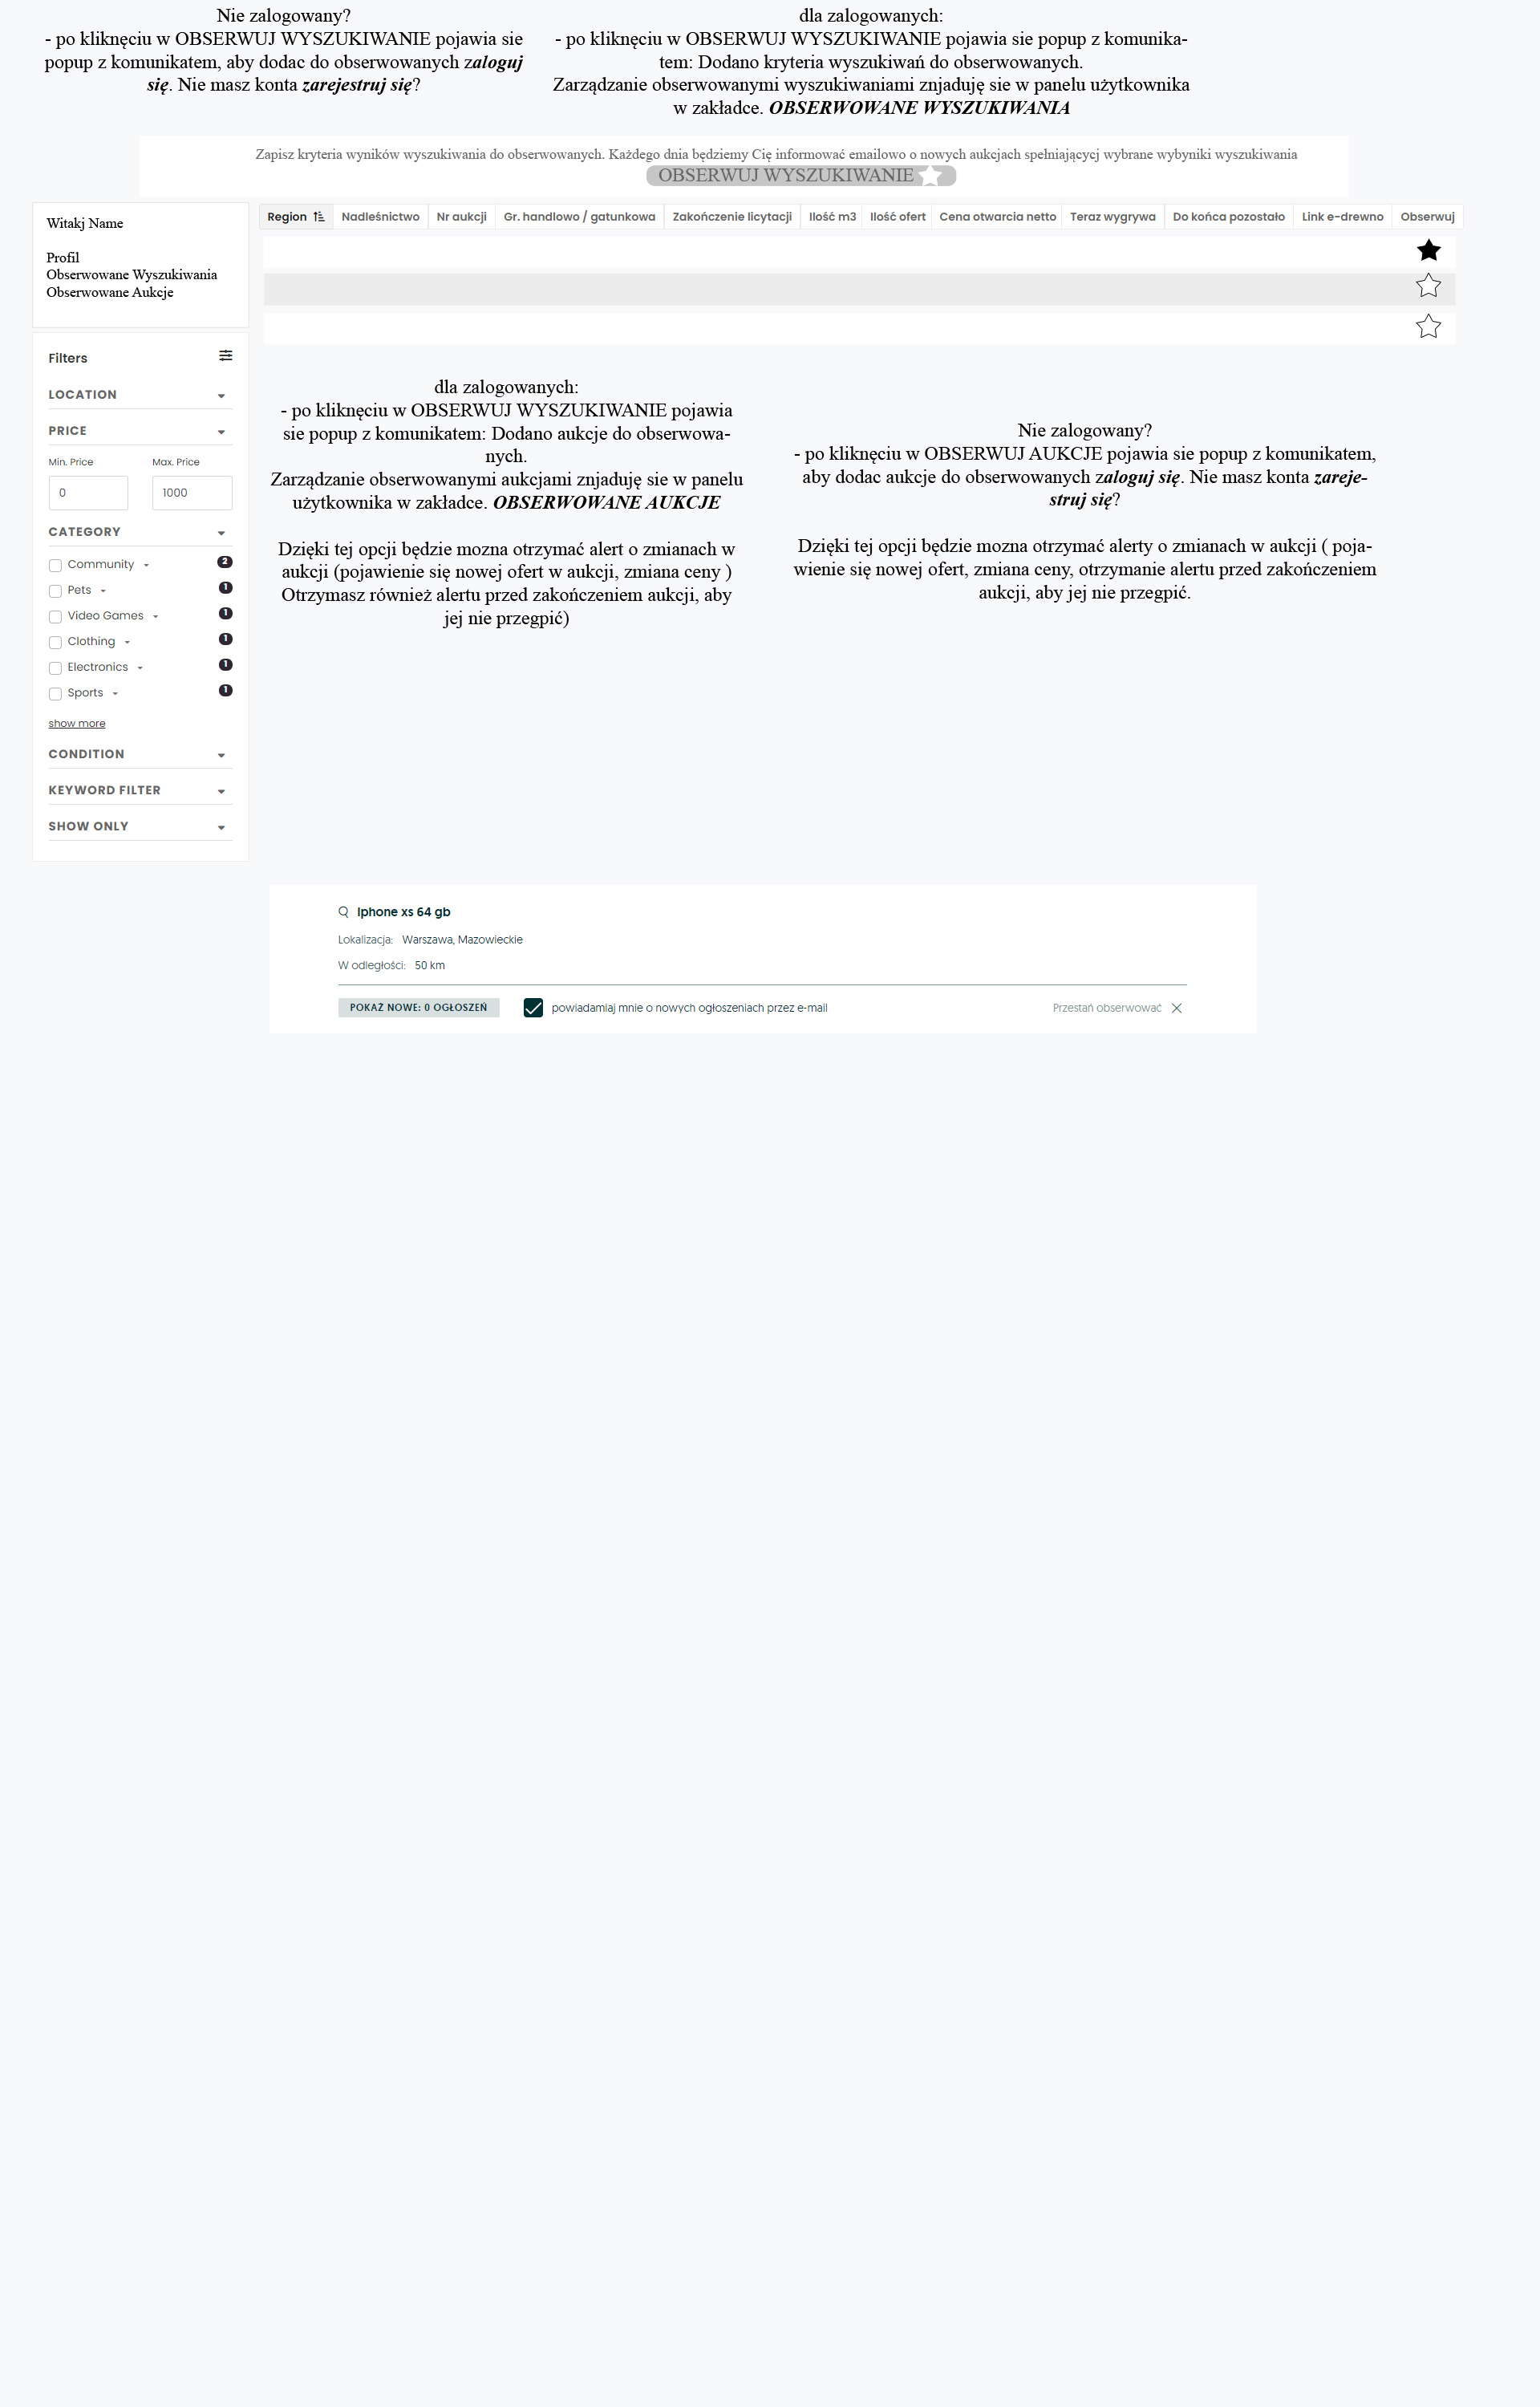 Nie zalogowany?
- po kliknęciu w OBSERWUJ WYSZUKIWANIE pojawia sie
popup z komunikatem, aby dodac do obserwowanych zaloguj
się. Nie masz konta zarejestruj się?
dla zalogowanych:
- po kliknęciu w OBSERWUJ WYSZUKIWANIE pojawia sie popup z komunika-
tem: Dodano kryteria wyszukiwań do obserwowanych.
Zarządzanie obserwowanymi wyszukiwaniami znjaduję sie w panelu użytkownika
w zakładce. OBSERWOWANE WYSZUKIWANIA
Zapisz kryteria wyników wyszukiwania do obserwowanych. Każdego dnia będziemy Cię informować emailowo o nowych aukcjach spełniającycj wybrane wybyniki wyszukiwania
OBSERWUJ WYSZUKIWANIE
Witakj Name
Profil
Obserwowane Wyszukiwania
Obserwowane Aukcje
Region Nadleśnictwo Nr aukcji Gr. handlowo / gatunkowa Zakończenie licytacji Ilość m3 Ilość ofert Cena otwarcia netto Teraz wygrywa Do końca pozostało Link e-drewno Obserwuj
Filters
LOCATION
PRICE
Min. Price Max. Price
0 1000
CATEGORY
Community 2
Pets 1
Video Games 1
Clothing 1
Electronics 1
Sports 1
show more
CONDITION
KEYWORD FILTER
SHOW ONLY
dla zalogowanych:
- po kliknęciu w OBSERWUJ WYSZUKIWANIE pojawia
sie popup z komunikatem: Dodano aukcje do obserwowa-
nych.
Zarządzanie obserwowanymi aukcjami znjaduję sie w panelu
użytkownika w zakładce. OBSERWOWANE AUKCJE
Dzięki tej opcji będzie mozna otrzymać alert o zmianach w
aukcji (pojawienie się nowej ofert w aukcji, zmiana ceny )
Otrzymasz również alertu przed zakończeniem aukcji, aby
jej nie przegpić)
Nie zalogowany?
- po kliknęciu w OBSERWUJ AUKCJE pojawia sie popup z komunikatem,
aby dodac aukcje do obserwowanych zaloguj się. Nie masz konta zareje-
struj się?
Dzięki tej opcji będzie mozna otrzymać alerty o zmianach w aukcji ( poja-
wienie się nowej ofert, zmiana ceny, otrzymanie alertu przed zakończeniem
aukcji, aby jej nie przegpić.
Iphone xs 64 gb
Lokalizacja: Warszawa, Mazowieckie
W odległości: 50 km
POKAŻ NOWE: 0 OGŁOSZEŃ powiadamiaj mnie o nowych ogłoszeniach przez e-mail Przestań obserwować